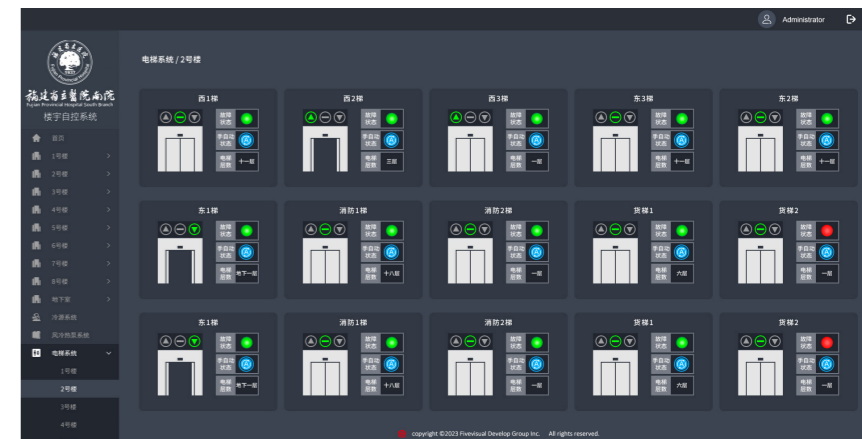 Administrator
福建省立醫院南院
Fujian Provincial Hospital South Branch
楼宇自控系统
首页
1号楼
2号楼
3号楼
4号楼
5号楼
6号楼
7号楼
8号楼
地下室
冷源系统
风冷热泵系统
电梯系统
1号楼
2号楼
3号楼
4号楼
电梯系统 / 2号楼
西1梯
故障
状态
手自动
状态
电梯
层数
十一层
西2梯
故障
状态
手自动
状态
电梯
层数
三层
西3梯
故障
状态
手自动
状态
电梯
层数
一层
东3梯
故障
状态
手自动
状态
电梯
层数
十一层
东2梯
故障
状态
手自动
状态
电梯
层数
十一层
东1梯
故障
状态
手自动
状态
电梯
层数
地下一层
消防1梯
故障
状态
手自动
状态
电梯
层数
十八层
消防2梯
故障
状态
手自动
状态
电梯
层数
一层
货梯1
故障
状态
手自动
状态
电梯
层数
六层
货梯2
故障
状态
手自动
状态
电梯
层数
一层
东1梯
故障
状态
手自动
状态
电梯
层数
地下一层
消防1梯
故障
状态
手自动
状态
电梯
层数
十八层
消防2梯
故障
状态
手自动
状态
电梯
层数
一层
货梯1
故障
状态
手自动
状态
电梯
层数
六层
货梯2
故障
状态
手自动
状态
电梯
层数
一层
copyright ©2023 Fivevisual Develop Group Inc. All rights reserved.